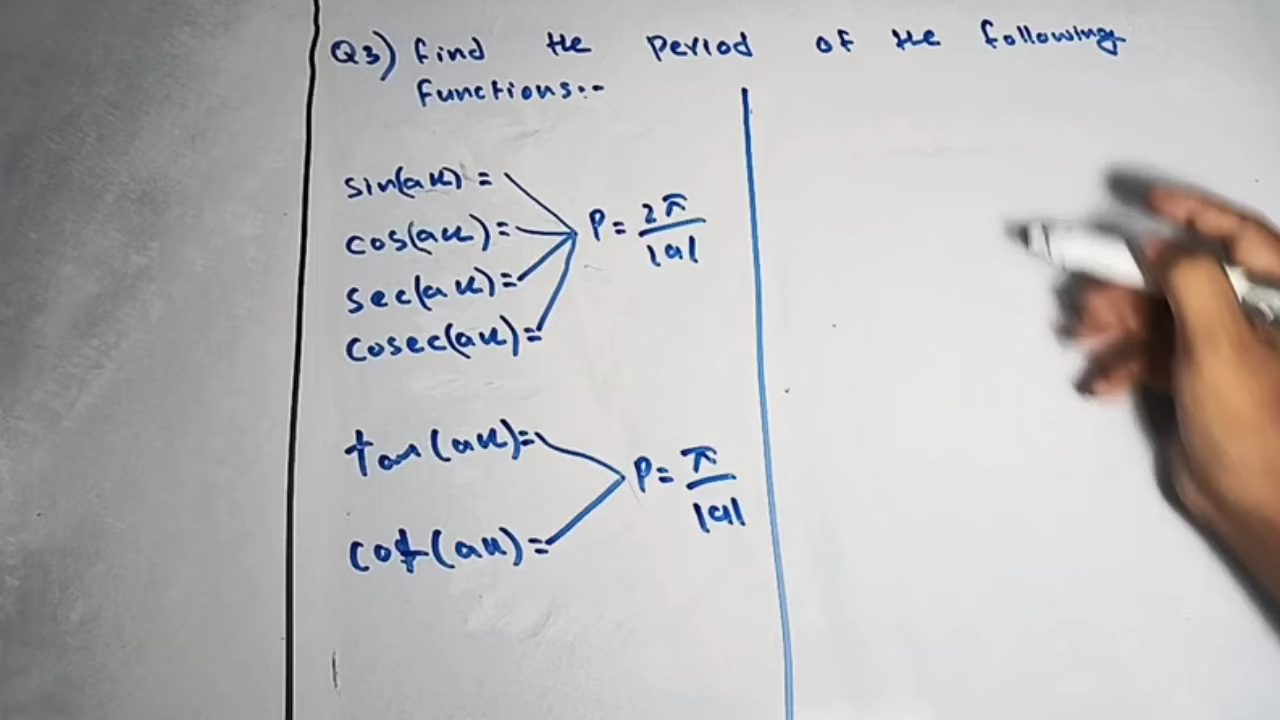 Q3) find the period of the following
functions:-
sin(ax) =
cos(ax) =
sec(ax) =
cosec(ax) =
P = 2π/|a|
tan(ax) =
cot(ax) =
P = π/|a|